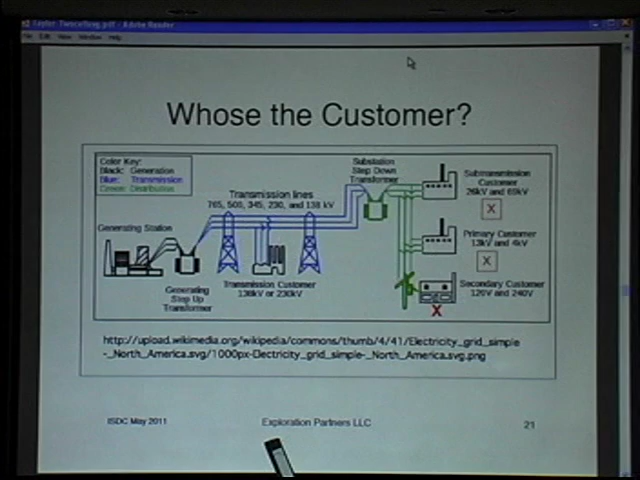 Edit View Window Help
Whose the Customer?
Color Key:
Black: Generation
Blue: Transmission
Green: Distribution
Substation
Step Down
Transformer
Subtransmission
Customer
26kV and 69kV
X
Transmission lines
765, 500, 345, 230, and 138 kV
Generating Station
Primary Customer
13kV and 4kV
X
Generating
Step Up
Transformer
Transmission Customer
138kV or 230kV
Secondary Customer
120V and 240V
X
http://upload.wikimedia.org/wikipedia/commons/thumb/4/41/Electricity_grid_simple
-_North_America.svg/1000px-Electricity_grid_simple-_North_America.svg.png
ISDC May 2011
Exploration Partners LLC
21